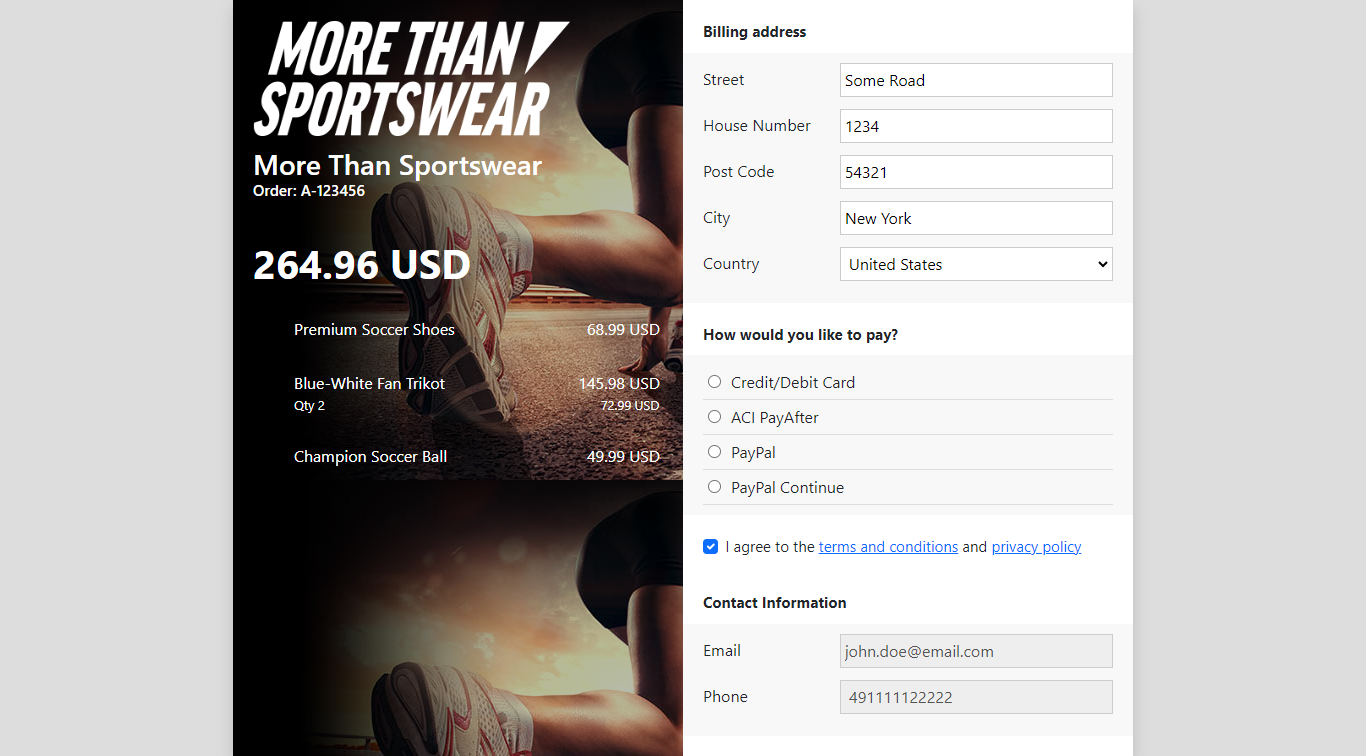 MORE THAN
SPORTSWEAR
More Than Sportswear
Order: A-123456
264.96 USD
Premium Soccer Shoes 68.99 USD
Blue-White Fan Trikot 145.98 USD
Qty 2 72.99 USD
Champion Soccer Ball 49.99 USD
Billing address
Street Some Road
House Number 1234
Post Code 54321
City New York
Country United States
How would you like to pay?
Credit/Debit Card
ACI PayAfter
PayPal
PayPal Continue
I agree to the terms and conditions and privacy policy
Contact Information
Email john.doe@email.com
Phone 491111122222